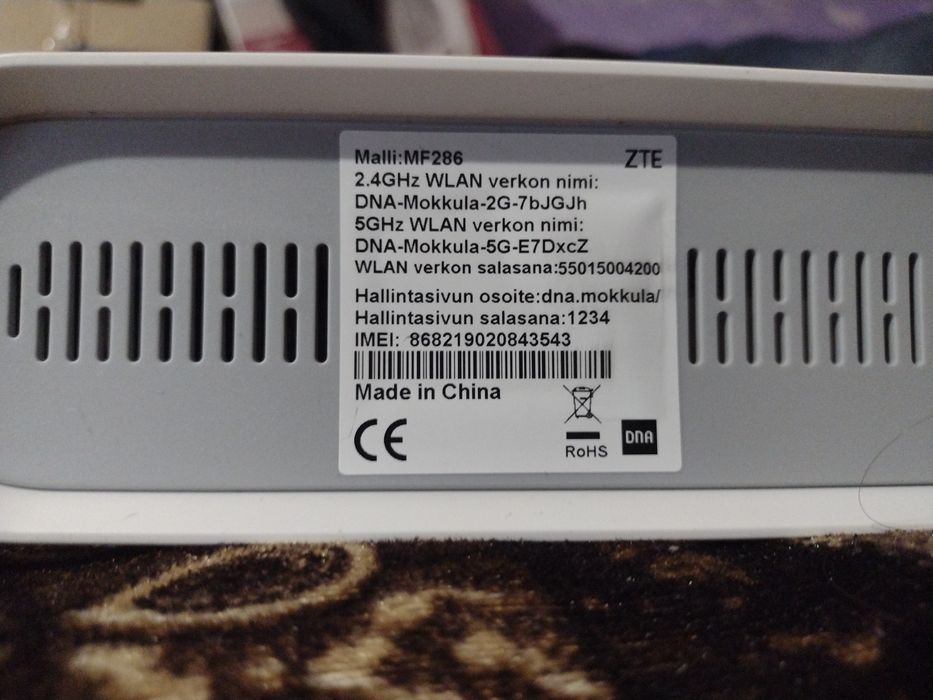 Malli:MF286 ZTE
2.4GHz WLAN verkon nimi:
DNA-Mokkula-2G-7bJGJh
5GHz WLAN verkon nimi:
DNA-Mokkula-5G-E7DxcZ
WLAN verkon salasana:55015004200
Hallintasivun osoite:dna.mokkula/
Hallintasivun salasana:1234
IMEI: 868219020843543
Made in China
CE
RoHS
DNA